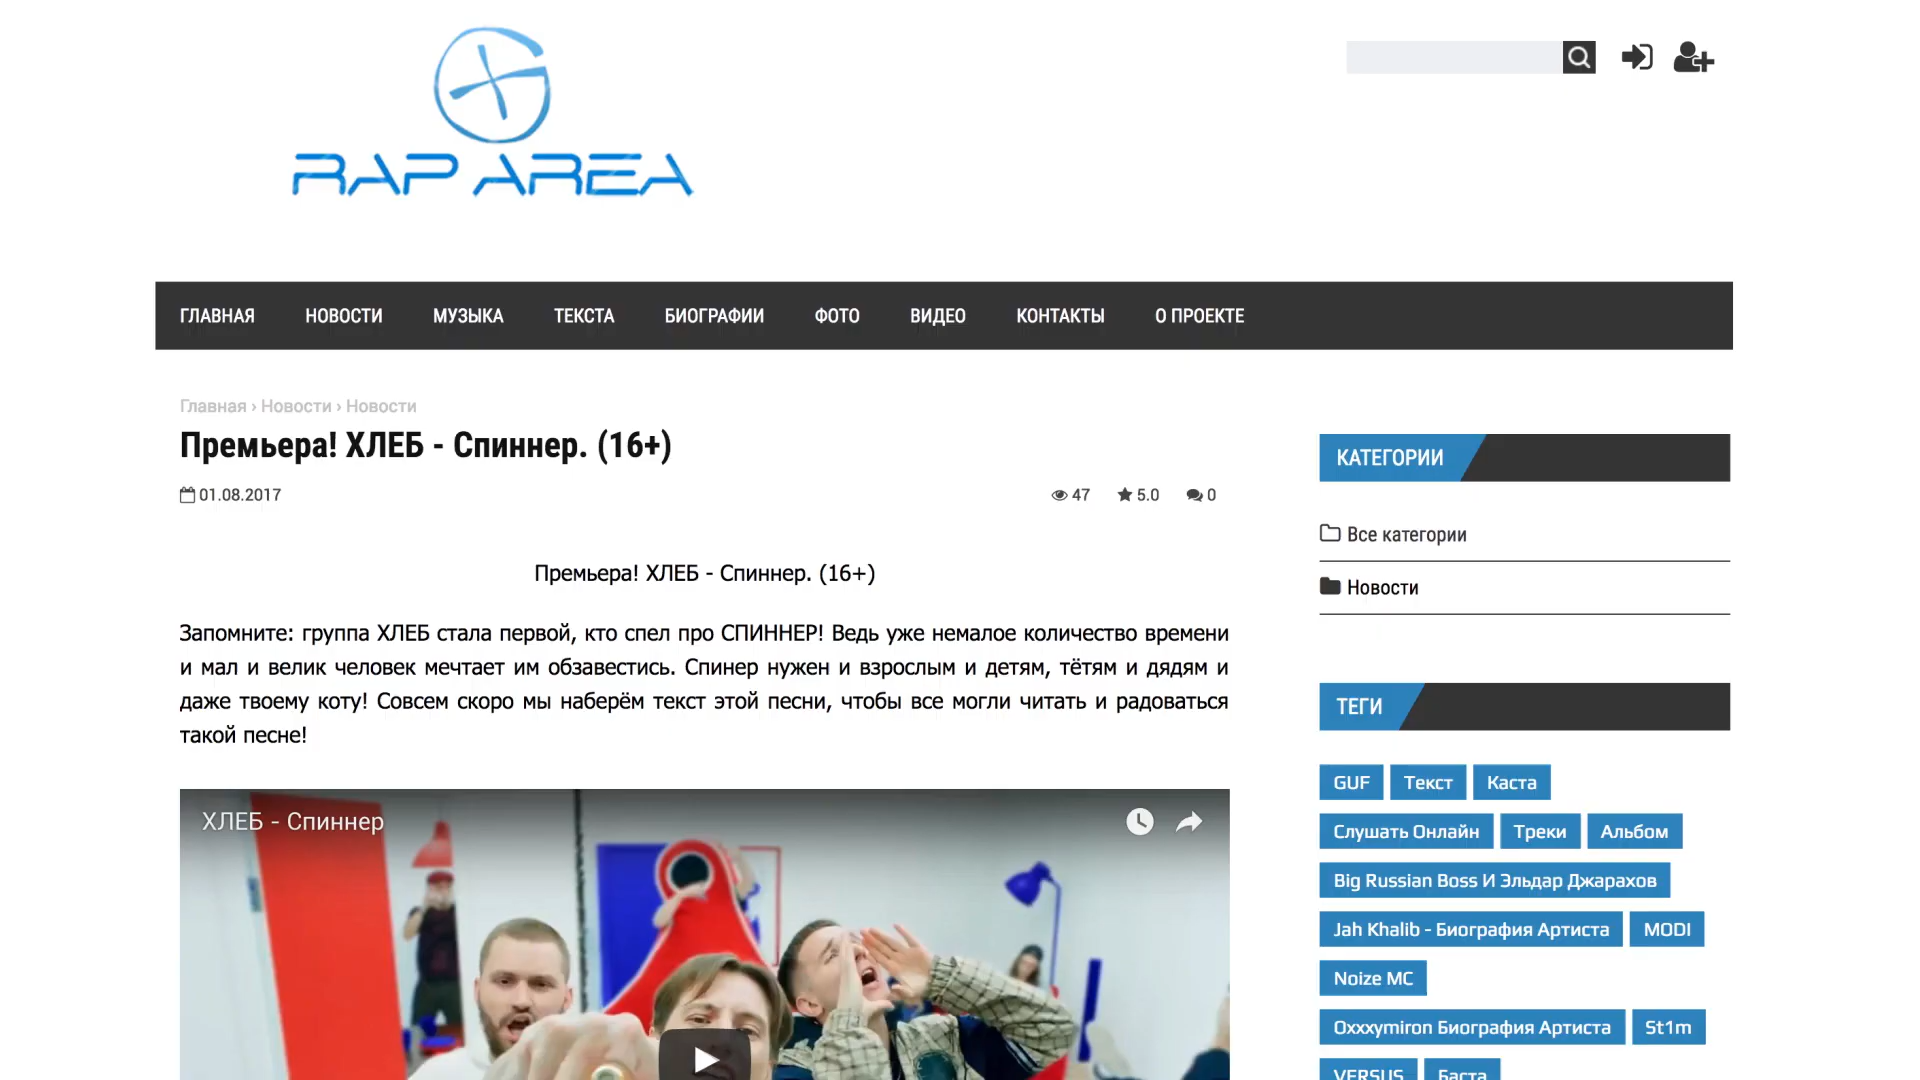 RAP AREA
ГЛАВНАЯ НОВОСТИ МУЗЫКА ТЕКСТА БИОГРАФИИ ФОТО ВИДЕО КОНТАКТЫ О ПРОЕКТЕ
Главная › Новости › Новости
Премьера! ХЛЕБ - Спиннер. (16+)
01.08.2017 47 5.0 0
Премьера! ХЛЕБ - Спиннер. (16+)
Запомните: группа ХЛЕБ стала первой, кто спел про СПИННЕР! Ведь уже немалое количество времени
и мал и велик человек мечтает им обзавестись. Спинер нужен и взрослым и детям, тётям и дядям и
даже твоему коту! Совсем скоро мы наберём текст этой песни, чтобы все могли читать и радоваться
такой песне!
ХЛЕБ - Спиннер
КАТЕГОРИИ
Все категории
Новости
ТЕГИ
GUF Текст Каста
Слушать Онлайн Треки Альбом
Big Russian Boss И Эльдар Джарахов
Jah Khalib - Биография Артиста MODI
Noize MC
Oxxxymiron Биография Артиста St1m
VERSUS Баста